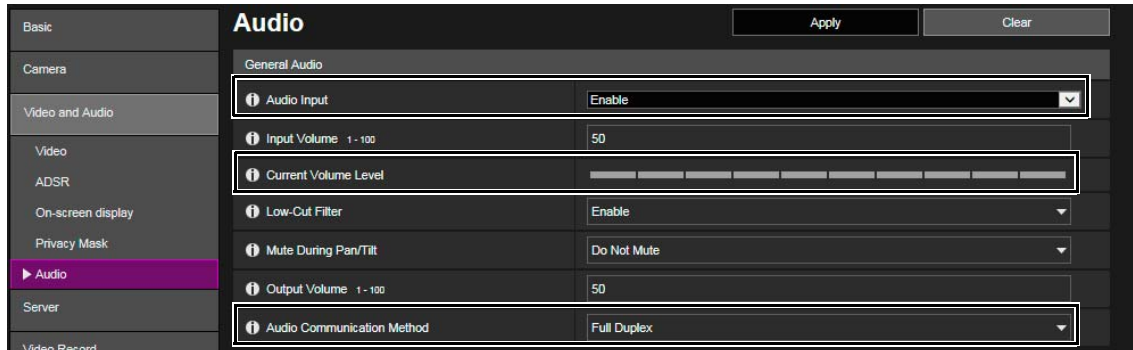 Basic
Camera
Video and Audio
Video
ADSR
On-screen display
Privacy Mask
Audio
Server
Video Record
Audio
Apply
Clear
General Audio
Audio Input
Enable
Input Volume 1 - 100
50
Current Volume Level
Low-Cut Filter
Enable
Mute During Pan/Tilt
Do Not Mute
Output Volume 1 - 100
50
Audio Communication Method
Full Duplex